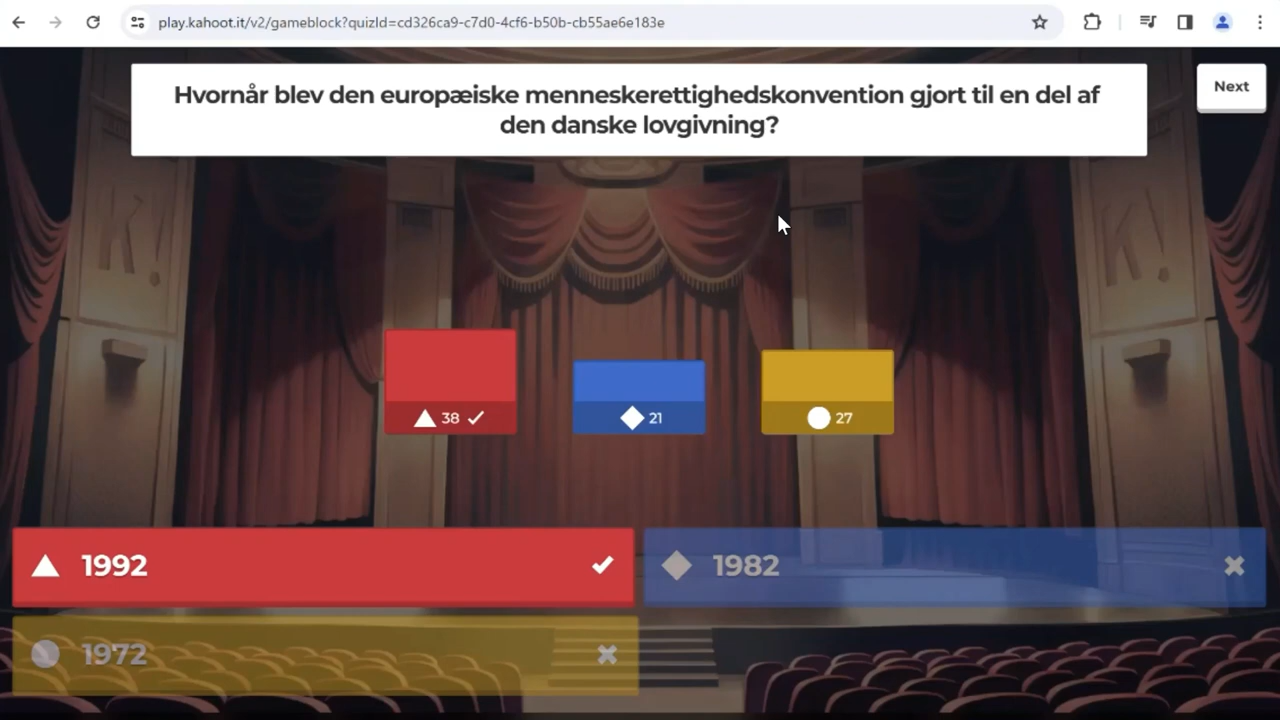 play.kahoot.it/v2/gameblock?quizId=cd326ca9-c7d0-4cf6-b50b-cb55ae6e183e
Hvornår blev den europæiske menneskerettighedskonvention gjort til en del af
den danske lovgivning?
Next
K!
K!
38
21
27
1992
1982
1972